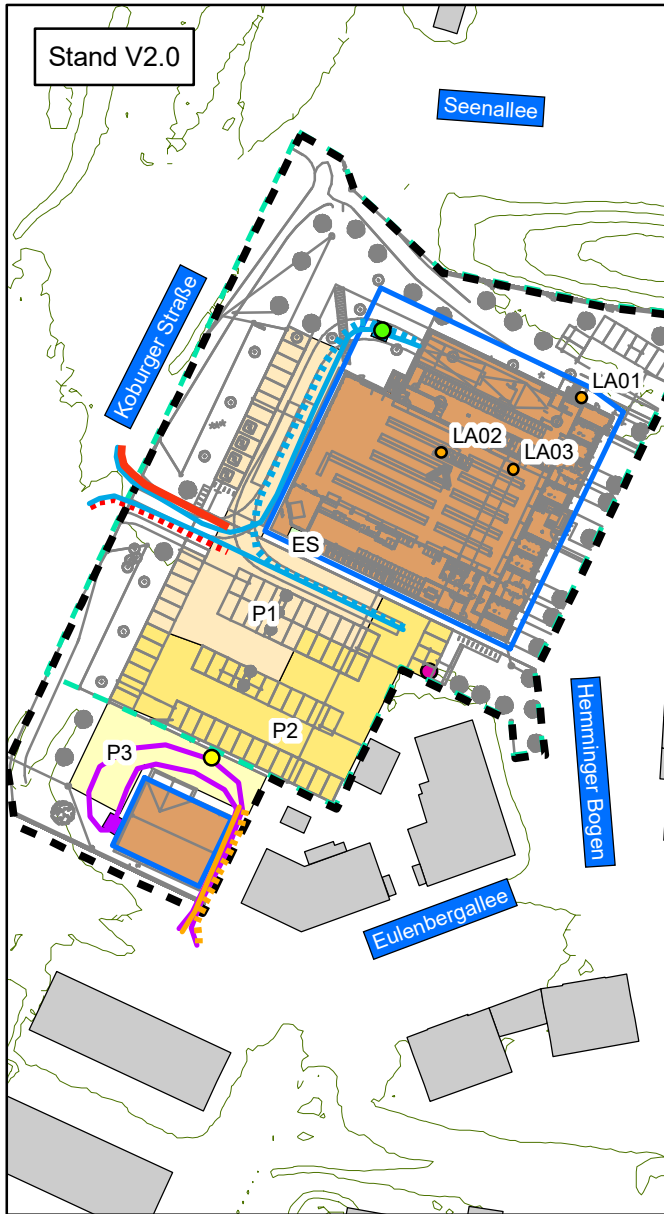 Stand V2.0
Seenallee
Koburger Straße
LA01
LA02
LA03
ES
P1
P2
P3
Hemminger Bogen
Eulenbergallee